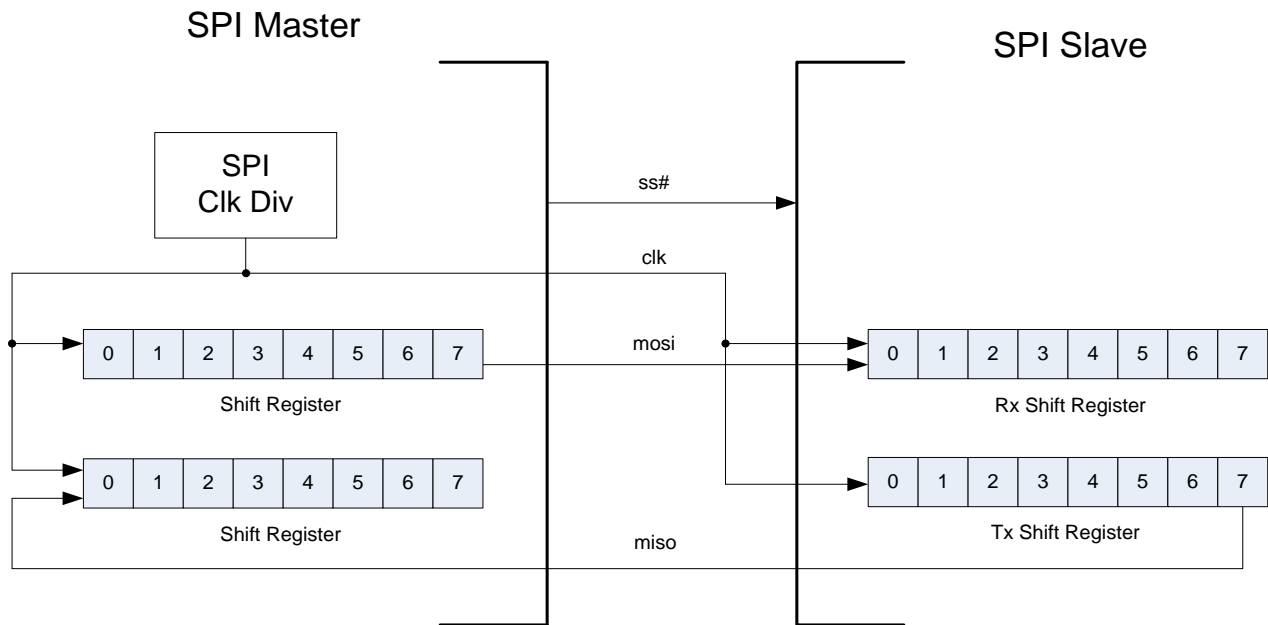 SPI Master
SPI Slave
SPI
Clk Div
ss#
clk
0 1 2 3 4 5 6 7
mosi
0 1 2 3 4 5 6 7
Shift Register
Rx Shift Register
0 1 2 3 4 5 6 7
0 1 2 3 4 5 6 7
Shift Register
Tx Shift Register
miso